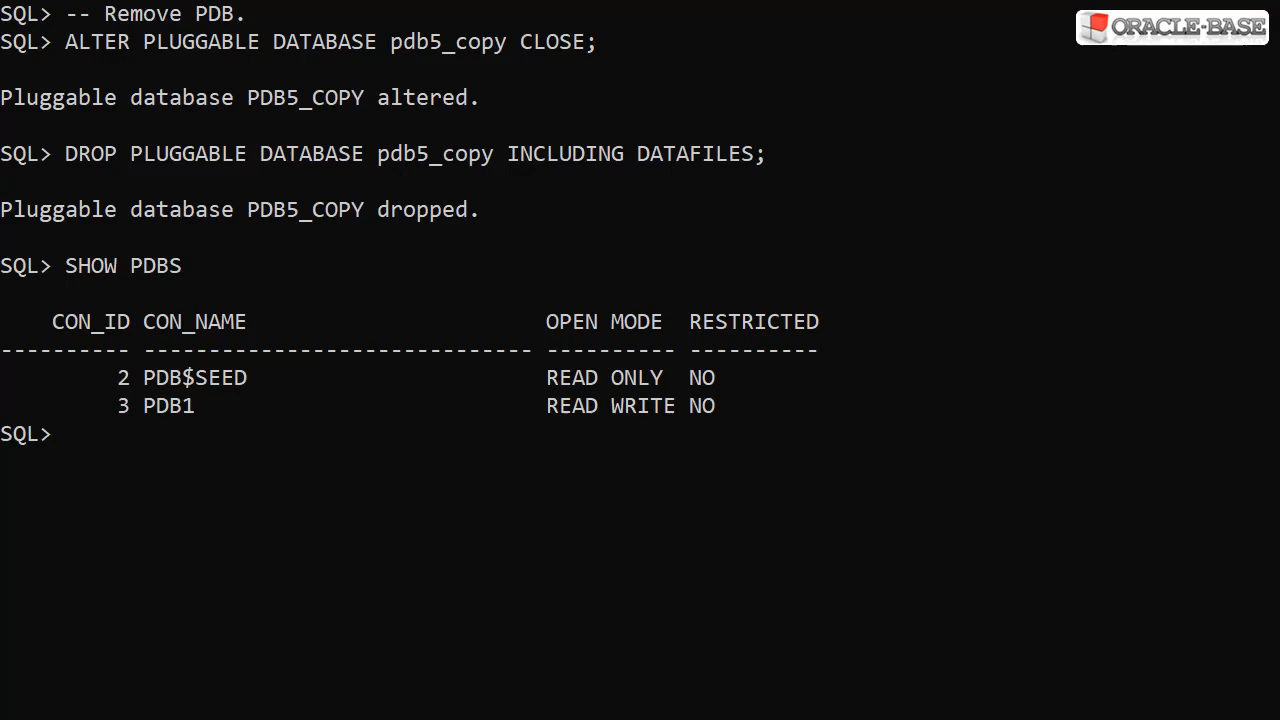 SQL> -- Remove PDB.
ORACLE-BASE
SQL> ALTER PLUGGABLE DATABASE pdb5_copy CLOSE;
Pluggable database PDB5_COPY altered.
SQL> DROP PLUGGABLE DATABASE pdb5_copy INCLUDING DATAFILES;
Pluggable database PDB5_COPY dropped.
SQL> SHOW PDBS
    CON_ID CON_NAME                       OPEN MODE  RESTRICTED
---------- ------------------------------ ---------- ----------
         2 PDB$SEED                       READ ONLY  NO
         3 PDB1                           READ WRITE NO
SQL>